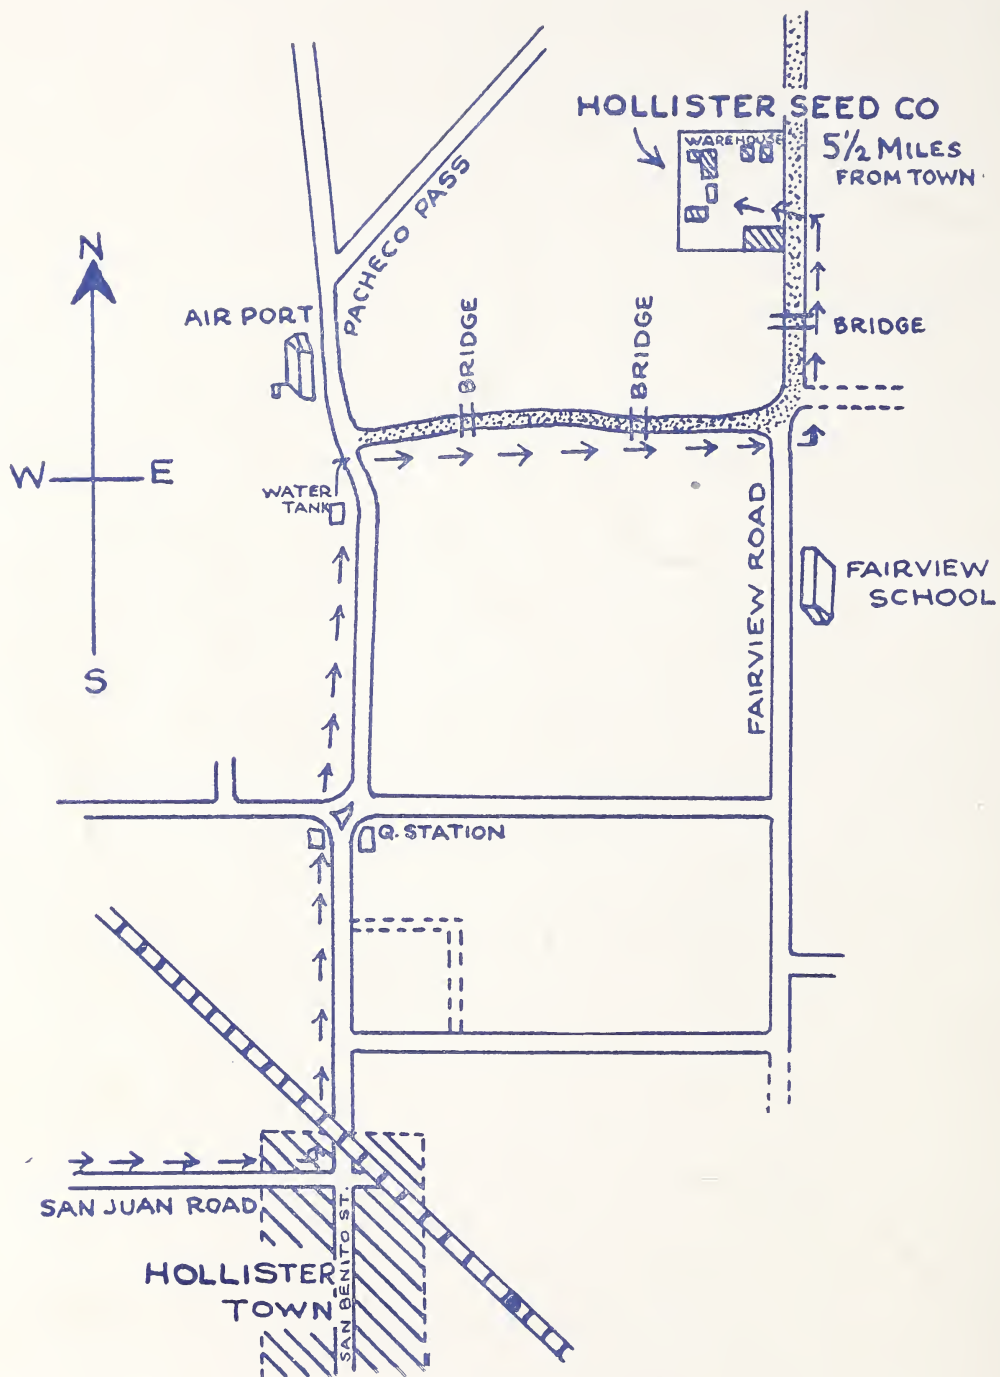 HOLLISTER SEED CO
WAREHOUSE
5½ MILES
FROM TOWN
PACHECO PASS
N
AIR PORT
BRIDGE
BRIDGE
BRIDGE
W
E
WATER
TANK
FAIRVIEW ROAD
FAIRVIEW
SCHOOL
S
G. STATION
SAN JUAN ROAD
SAN BENITO ST.
HOLLISTER
TOWN